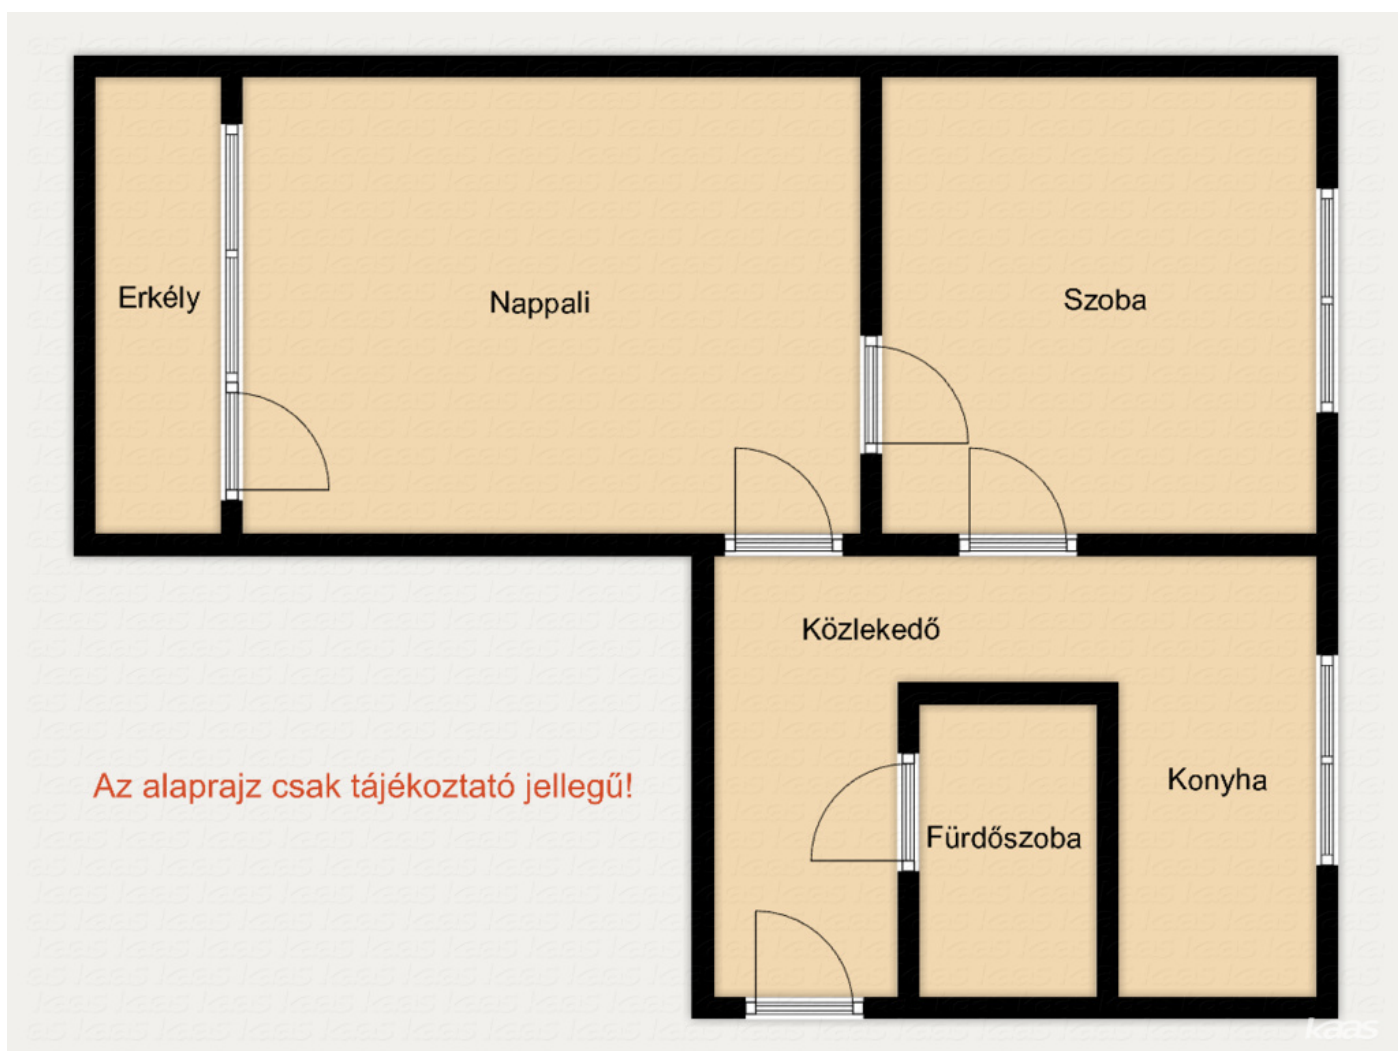 Erkély
Nappali
Szoba
Közlekedő
Az alaprajz csak tájékoztató jellegű!
Konyha
Fürdőszoba
kaas